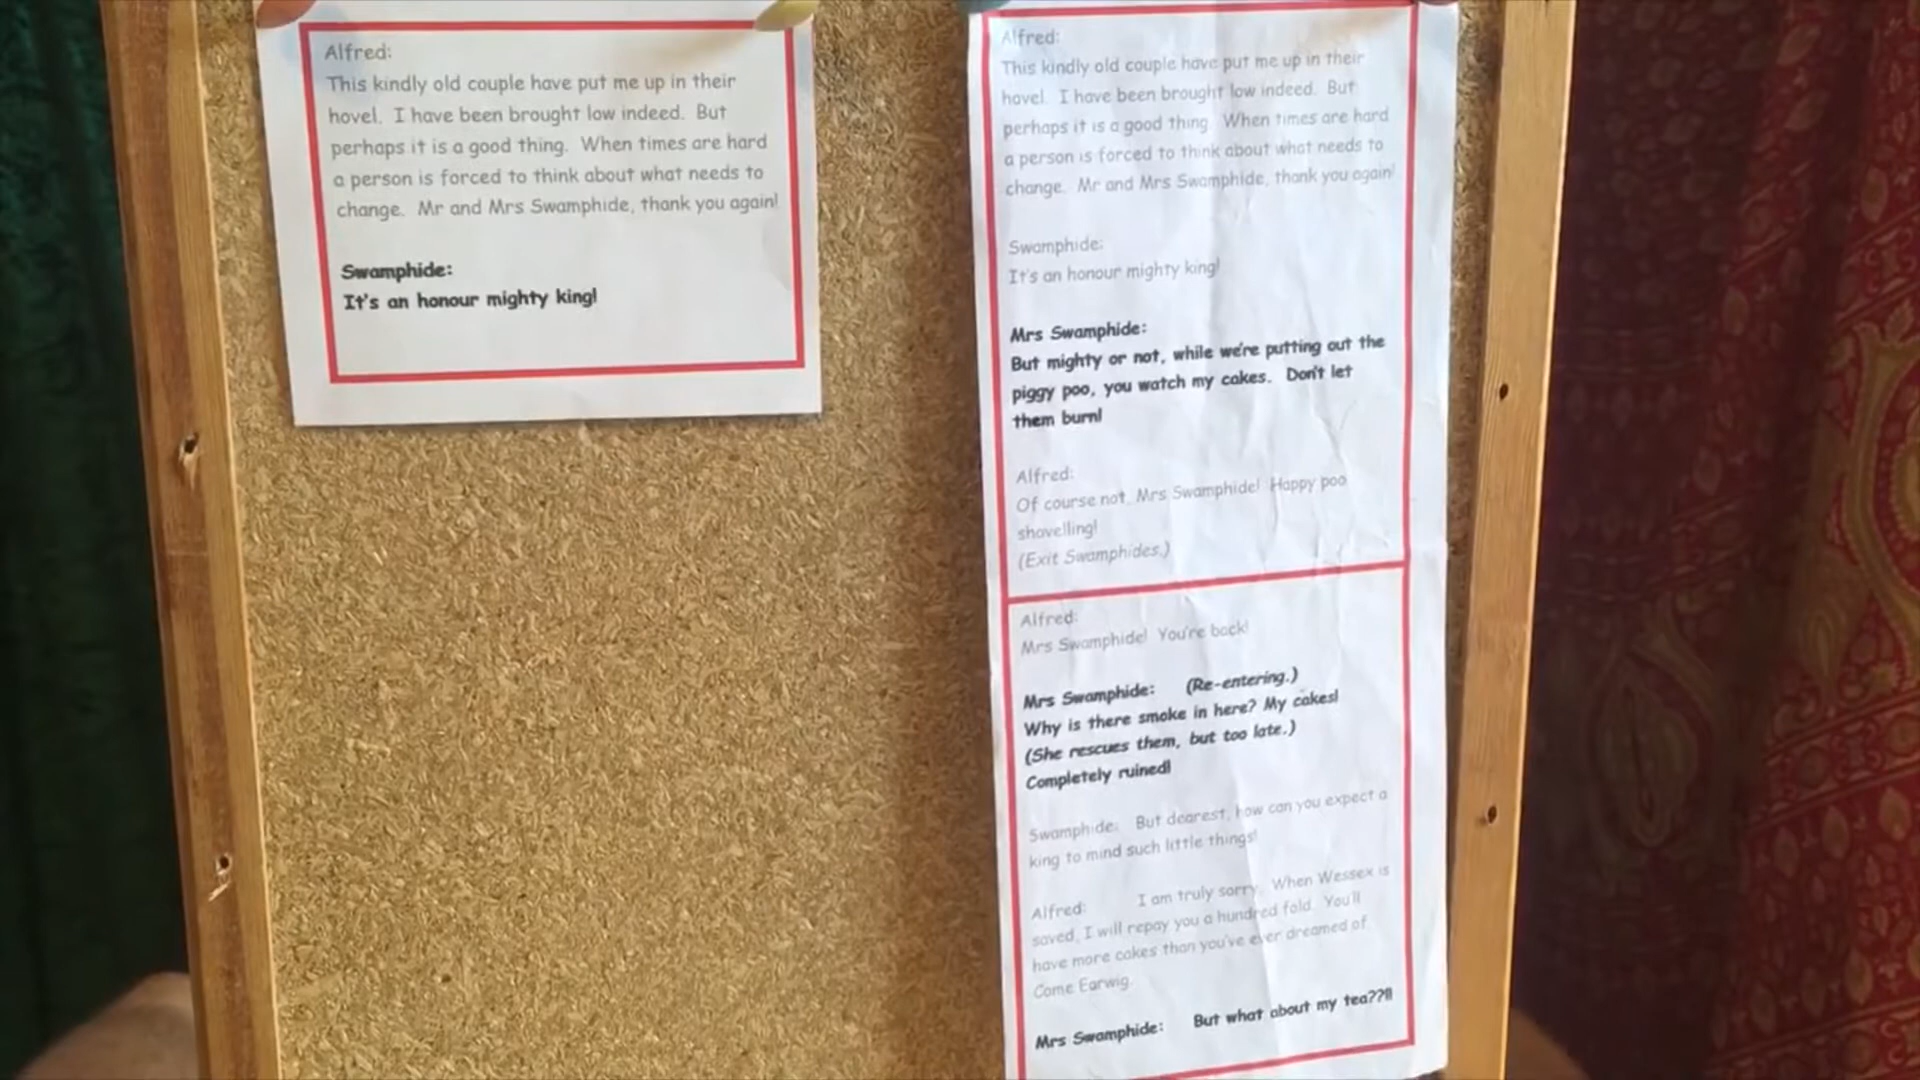 Alfred:
This kindly old couple have put me up in their
hovel. I have been brought low indeed. But
perhaps it is a good thing. When times are hard
a person is forced to think about what needs to
change. Mr and Mrs Swamphide, thank you again!
Swamphide:
It's an honour mighty king!
Alfred:
This kindly old couple have put me up in their
hovel. I have been brought low indeed. But
perhaps it is a good thing. When times are hard
a person is forced to think about what needs to
change. Mr and Mrs Swamphide, thank you again!
Swamphide:
It's an honour mighty king!
Mrs Swamphide:
But mighty or not, while we're putting out the
piggy poo, you watch my cakes. Don't let
them burn!
Alfred:
Of course not, Mrs Swamphide! Happy poo
shovelling!
(Exit Swamphides.)
Alfred:
Mrs Swamphide! You're back!
Mrs Swamphide: (Re-entering.)
Why is there smoke in here? My cakes!
(She rescues them, but too late.)
Completely ruined!
Swamphide: But dearest, how can you expect a
king to mind such little things!
Alfred: I am truly sorry. When Wessex is
saved, I will repay you a hundred fold. You'll
have more cakes than you've ever dreamed of.
Come Earwig.
Mrs Swamphide: But what about my tea??!!